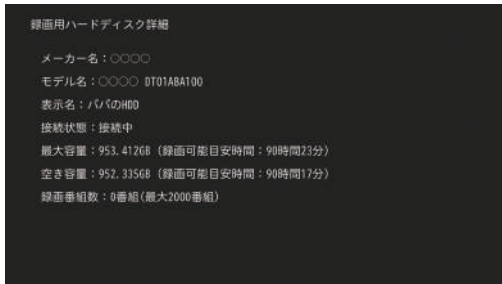 録画用ハードディスク詳細
メーカー名：○○○○
モデル名：○○○○ DT01ABA100
表示名：パパのHDD
接続状態：接続中
最大容量：953.412GB（録画可能目安時間：90時間23分）
空き容量：952.335GB（録画可能目安時間：90時間17分）
録画番組数：0番組(最大2000番組)